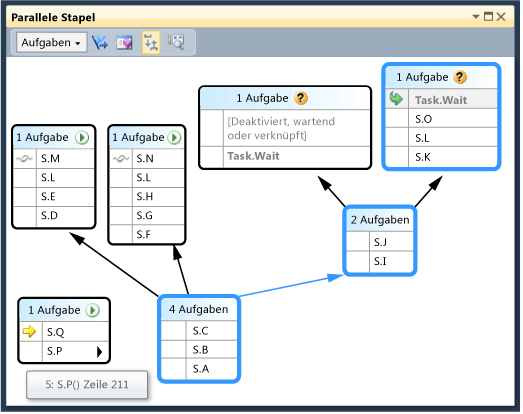 Parallele Stapel
Aufgaben
1 Aufgabe
[Deaktiviert, wartend
oder verknüpft]
Task.Wait
1 Aufgabe
Task.Wait
S.O
S.L
S.K
1 Aufgabe
S.M
S.L
S.E
S.D
1 Aufgabe
S.N
S.L
S.H
S.G
S.F
2 Aufgaben
S.J
S.I
1 Aufgabe
S.Q
S.P
4 Aufgaben
S.C
S.B
S.A
5: S.P() Zeile 211